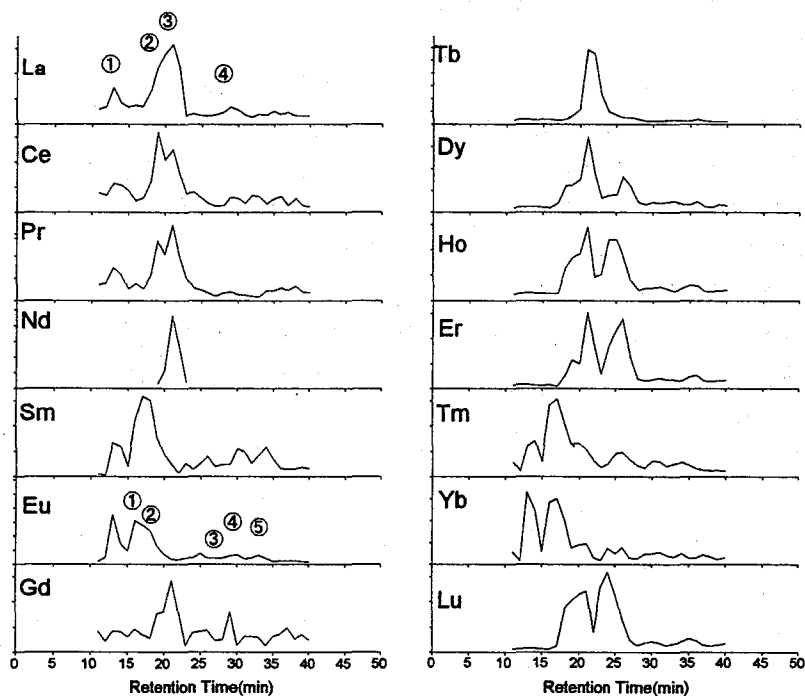 ③
②
①
④
La
Ce
Pr
Nd
Sm
①
②
③
④
⑤
Eu
Gd
0 5 10 15 20 25 30 35 40 45 50
Retention Time(min)
Tb
Dy
Ho
Er
Tm
Yb
Lu
0 5 10 15 20 25 30 35 40 45 50
Retention Time(min)